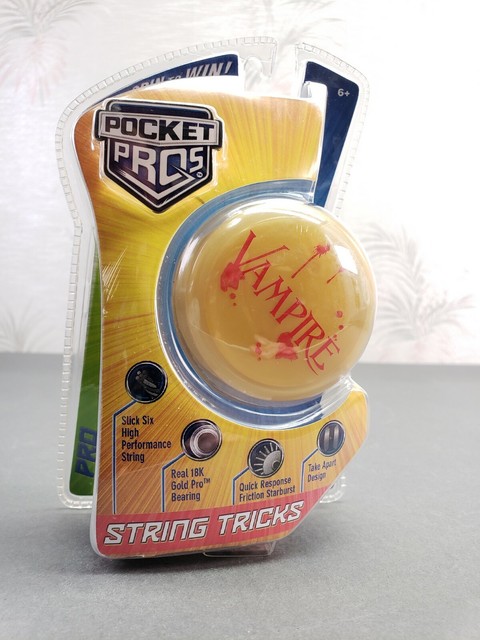 SPIN TO WIN!
6+
POCKET
PROS
VAMPIRE
Slick Six
High
Performance
String
Real 18K
Gold Pro™
Bearing
Quick Response
Friction Starburst
Take Apart
Design
PRO
STRING TRICKS